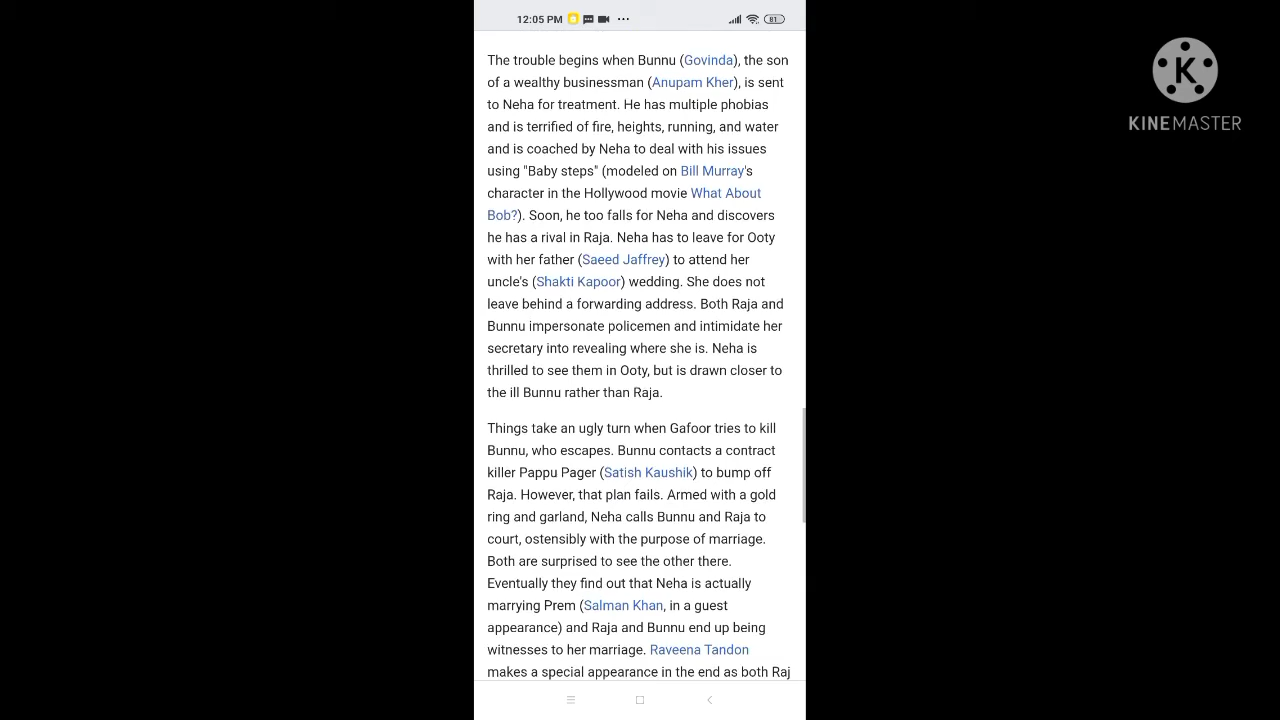 12:05 PM
81
The trouble begins when Bunnu (Govinda), the son
of a wealthy businessman (Anupam Kher), is sent
to Neha for treatment. He has multiple phobias
and is terrified of fire, heights, running, and water
and is coached by Neha to deal with his issues
using "Baby steps" (modeled on Bill Murray's
character in the Hollywood movie What About
Bob?). Soon, he too falls for Neha and discovers
he has a rival in Raja. Neha has to leave for Ooty
with her father (Saeed Jaffrey) to attend her
uncle's (Shakti Kapoor) wedding. She does not
leave behind a forwarding address. Both Raja and
Bunnu impersonate policemen and intimidate her
secretary into revealing where she is. Neha is
thrilled to see them in Ooty, but is drawn closer to
the ill Bunnu rather than Raja.
Things take an ugly turn when Gafoor tries to kill
Bunnu, who escapes. Bunnu contacts a contract
killer Pappu Pager (Satish Kaushik) to bump off
Raja. However, that plan fails. Armed with a gold
ring and garland, Neha calls Bunnu and Raja to
court, ostensibly with the purpose of marriage.
Both are surprised to see the other there.
Eventually they find out that Neha is actually
marrying Prem (Salman Khan, in a guest
appearance) and Raja and Bunnu end up being
witnesses to her marriage. Raveena Tandon
makes a special appearance in the end as both Raj
K
KINEMASTER